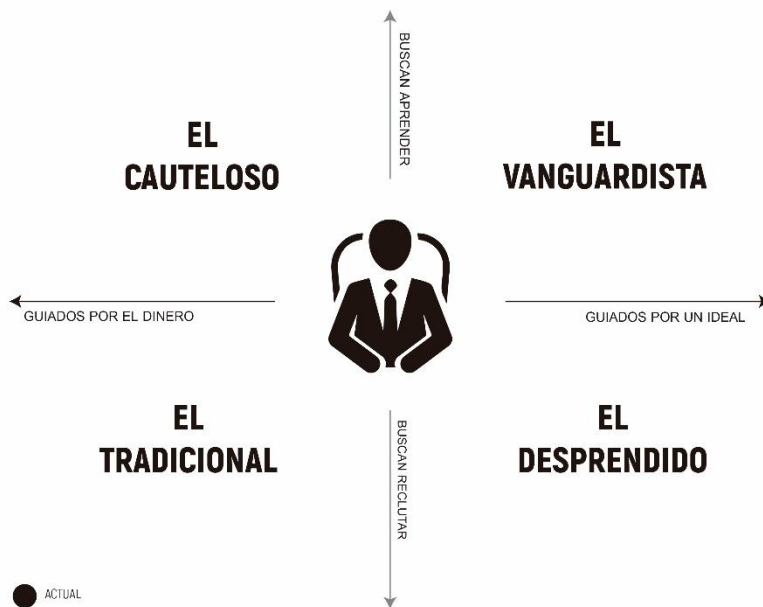 BUSCAN APRENDER
EL
CAUTELOSO
EL
VANGUARDISTA
GUIADOS POR EL DINERO
GUIADOS POR UN IDEAL
EL
TRADICIONAL
EL
DESPRENDIDO
BUSCAN RECLUTAR
ACTUAL